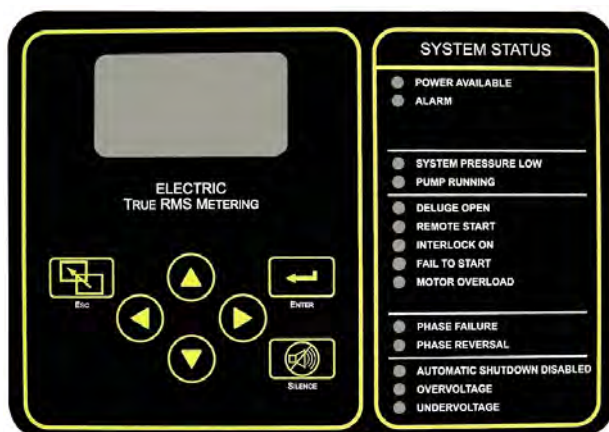 ELECTRIC
TRUE RMS METERING
ESC
ENTER
SILENCE
SYSTEM STATUS
POWER AVAILABLE
ALARM
SYSTEM PRESSURE LOW
PUMP RUNNING
DELUGE OPEN
REMOTE START
INTERLOCK ON
FAIL TO START
MOTOR OVERLOAD
PHASE FAILURE
PHASE REVERSAL
AUTOMATIC SHUTDOWN DISABLED
OVERVOLTAGE
UNDERVOLTAGE